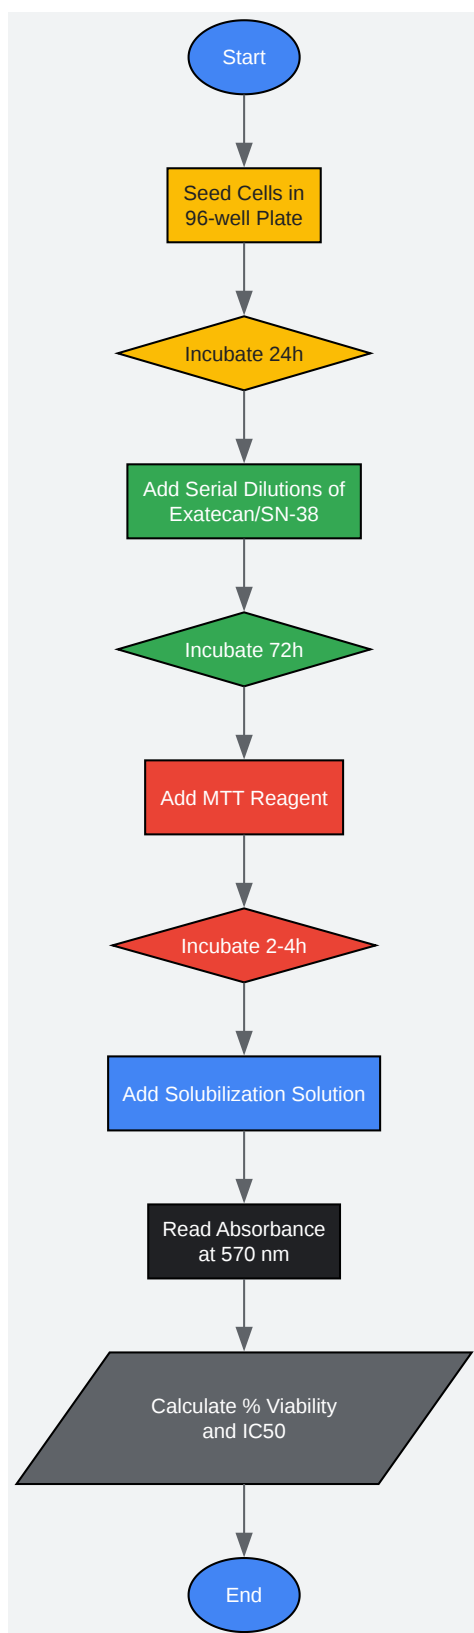 Start
Seed Cells in
96-well Plate
Incubate 24h
Add Serial Dilutions of
Exatecan/SN-38
Incubate 72h
Add MTT Reagent
Incubate 2-4h
Add Solubilization Solution
Read Absorbance
at 570 nm
Calculate % Viability
and IC50
End